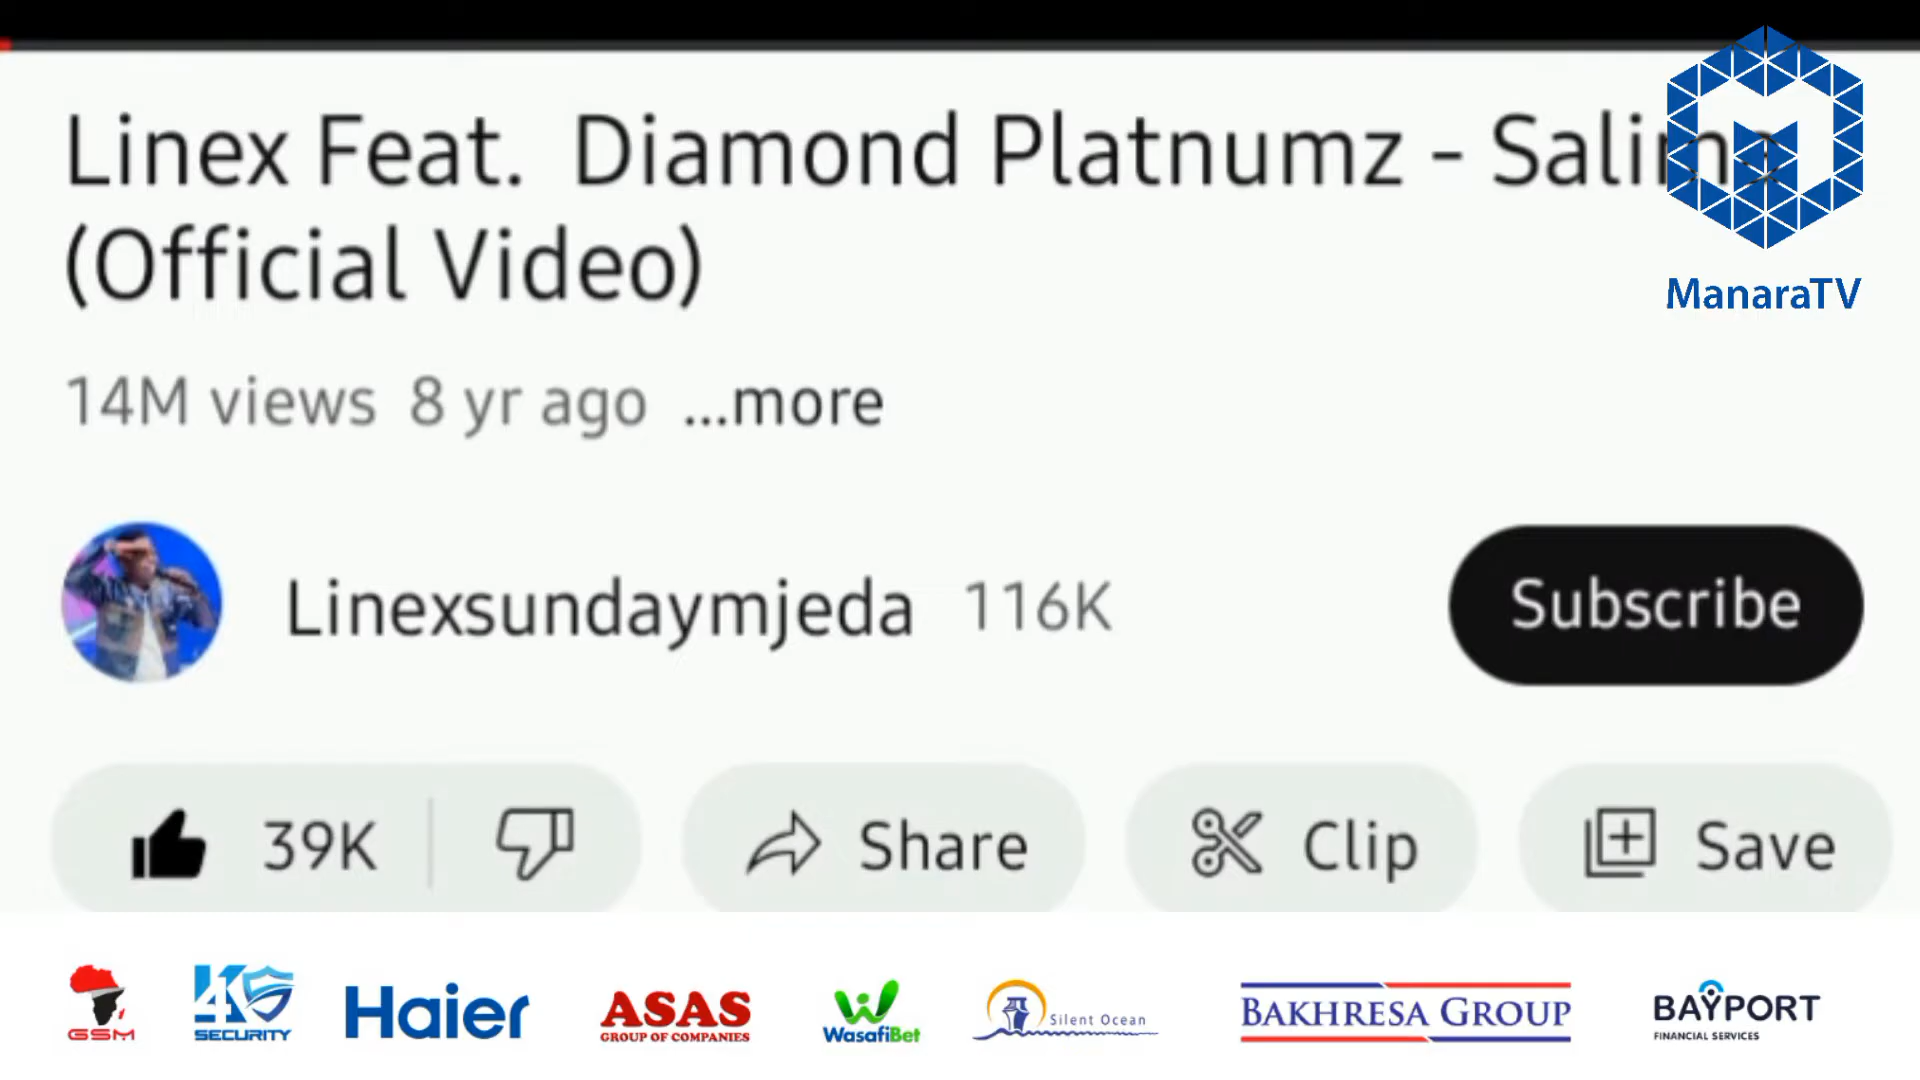 Linex Feat. Diamond Platnumz - Salima
(Official Video)
ManaraTV
14M views 8 yr ago ...more
Linexsundaymjeda 116K
Subscribe
39K
Share
Clip
Save
GSM
4K SECURITY
Haier
ASAS
GROUP OF COMPANIES
WasafiBet
Silent Ocean
BAKHRESA GROUP
BAYPORT
FINANCIAL SERVICES